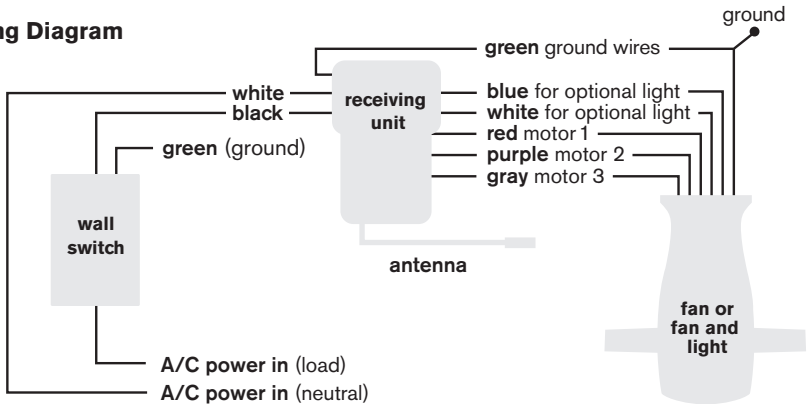 ng Diagram
ground
green ground wires
white
black
receiving
unit
blue for optional light
white for optional light
red motor 1
purple motor 2
gray motor 3
green (ground)
wall
switch
antenna
fan or
fan and
light
A/C power in (load)
A/C power in (neutral)